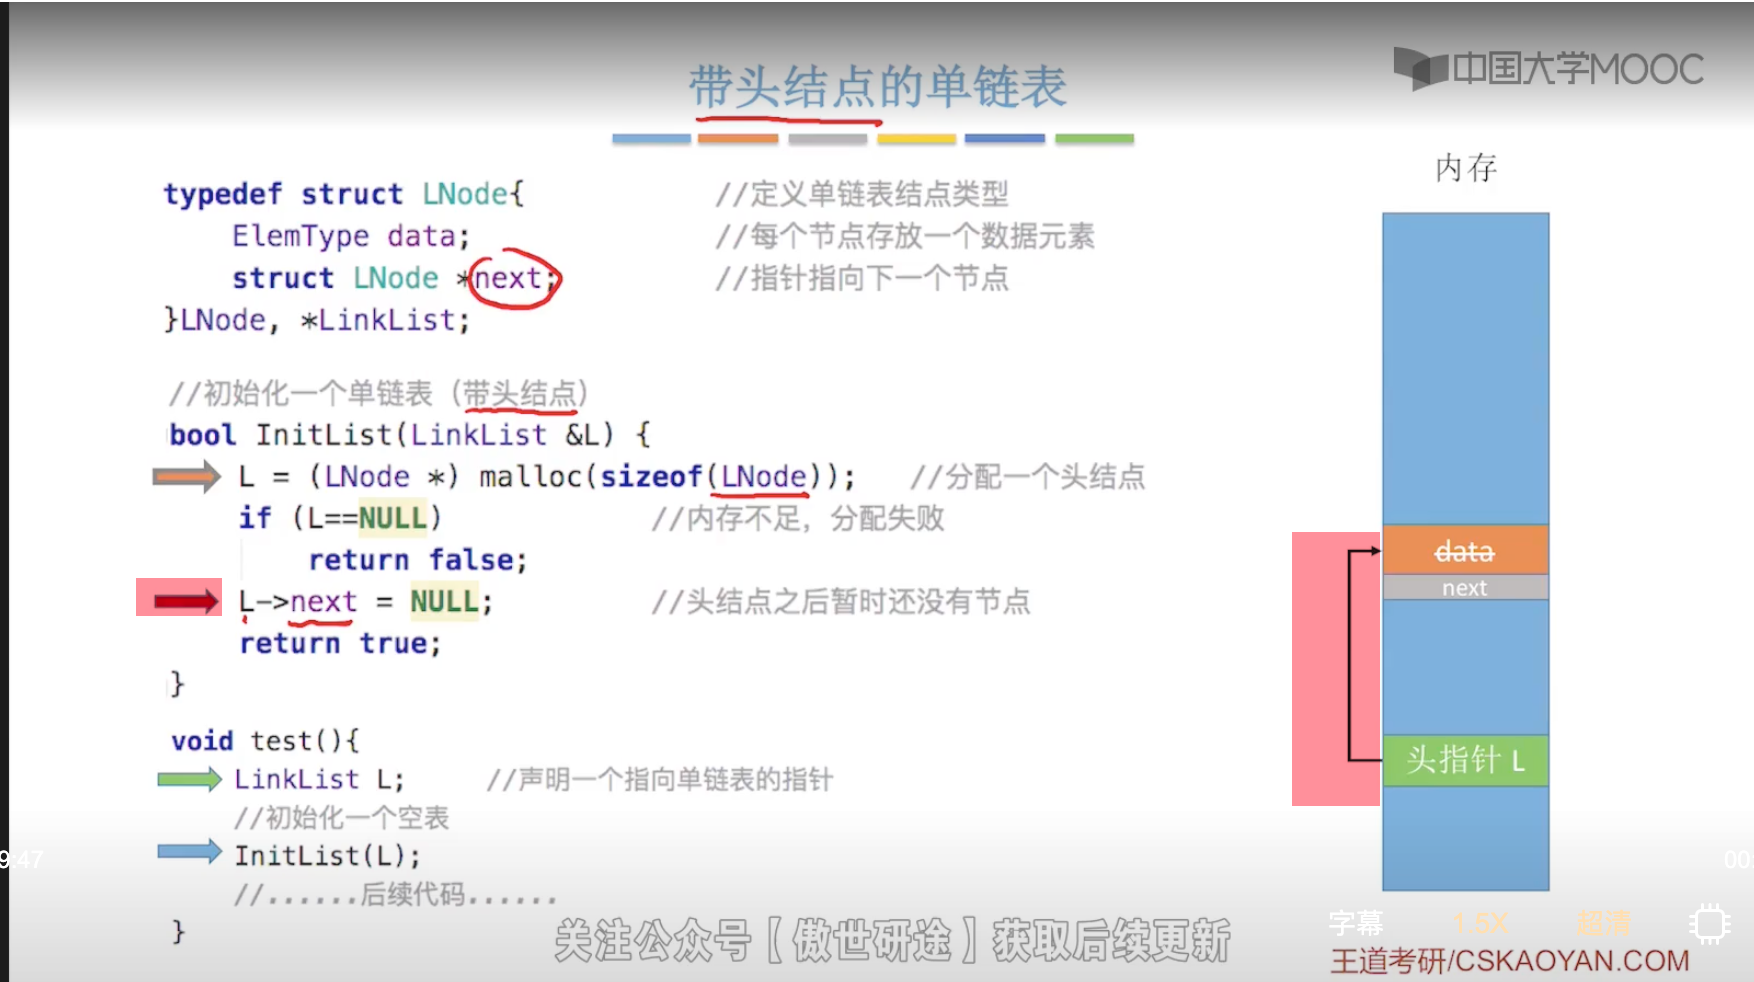 中国大学MOOC
带头结点的单链表
内存
typedef struct LNode{ //定义单链表结点类型
ElemType data; //每个节点存放一个数据元素
struct LNode *next; //指针指向下一个节点
}LNode, *LinkList;
//初始化一个单链表（带头结点）
bool InitList(LinkList &L) {
L = (LNode *) malloc(sizeof(LNode)); //分配一个头结点
if (L==NULL) //内存不足，分配失败
return false;
L->next = NULL; //头结点之后暂时还没有节点
return true;
}
data
next
头指针 L
void test(){
LinkList L; //声明一个指向单链表的指针
//初始化一个空表
InitList(L);
//......后续代码......
}
9:47
00
关注公众号【傲世研途】获取后续更新
字幕 1.5X 超清
王道考研/CSKAOYAN.COM